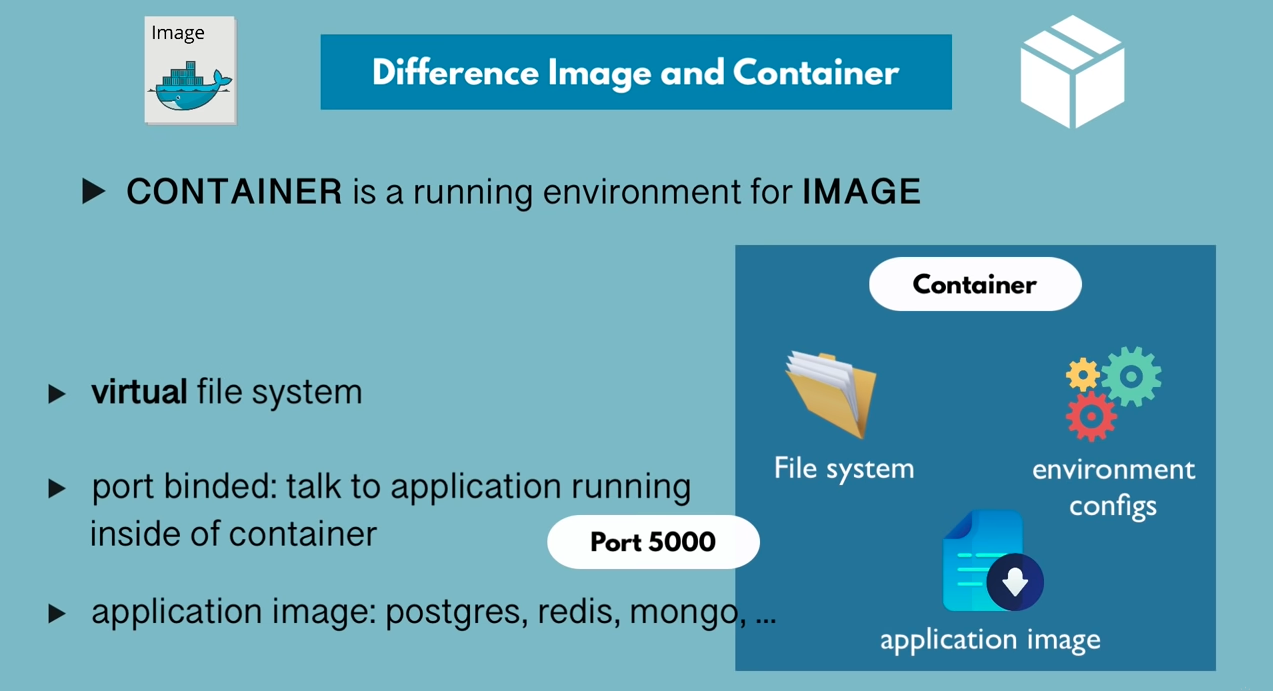 Image
Difference Image and Container
CONTAINER is a running environment for IMAGE
virtual file system
port binded: talk to application running
inside of container
application image: postgres, redis, mongo, ...
Port 5000
Container
File system
environment
configs
application image